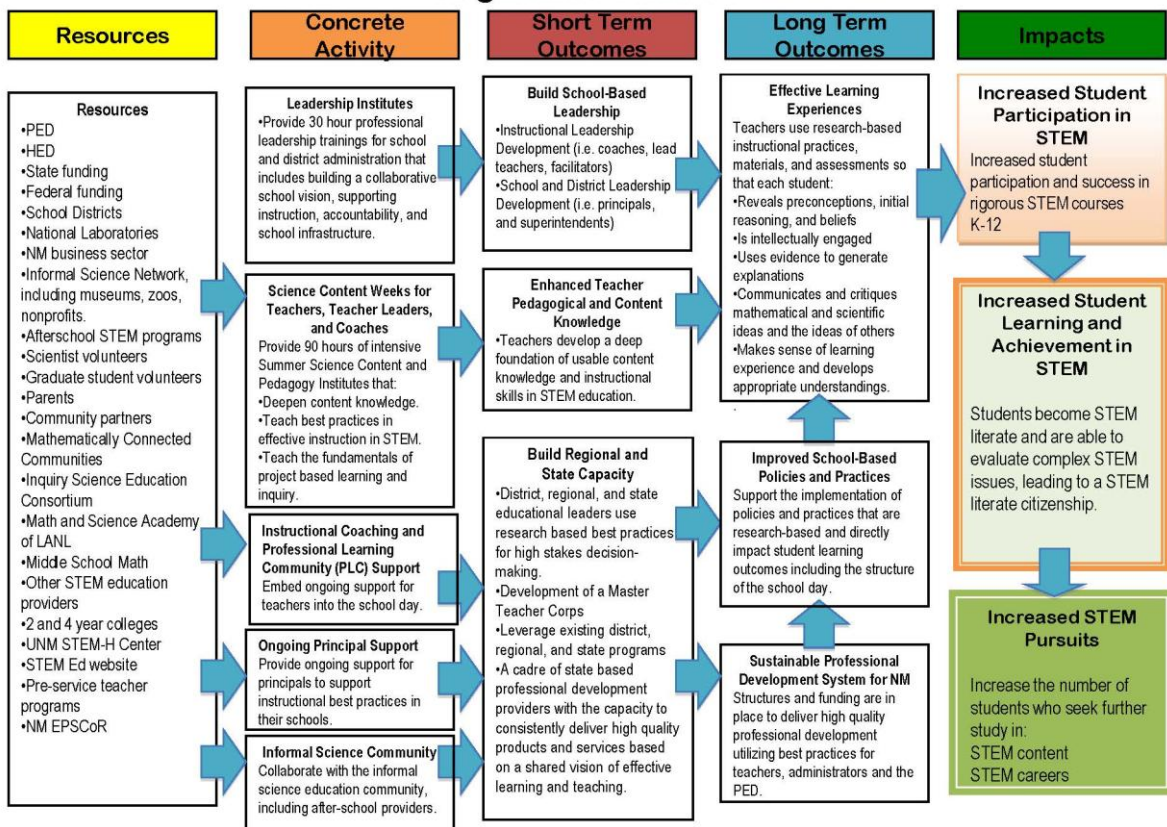 Resources
Concrete
Activity
Short Term
Outcomes
Long Term
Outcomes
Impacts
Resources
•PED
•HED
•State funding
•Federal funding
•School Districts
•National Laboratories
•NM business sector
•Informal Science Network,
including museums, zoos,
nonprofits.
•Afterschool STEM programs
•Scientist volunteers
•Graduate student volunteers
•Parents
•Community partners
•Mathematically Connected
Communities
•Inquiry Science Education
Consortium
•Math and Science Academy
of LANL
•Middle School Math
•Other STEM education
providers
•2 and 4 year colleges
•UNM STEM-H Center
•STEM Ed website
•Pre-service teacher
programs
•NM EPSCoR
Leadership Institutes
•Provide 30 hour professional
leadership trainings for school
and district administration that
includes building a collaborative
school vision, supporting
instruction, accountability, and
school infrastructure.
Science Content Weeks for
Teachers, Teacher Leaders,
and Coaches
Provide 90 hours of intensive
Summer Science Content and
Pedagogy Institutes that:
•Deepen content knowledge.
•Teach best practices in
effective instruction in STEM.
•Teach the fundamentals of
project based learning and
inquiry.
Instructional Coaching and
Professional Learning
Community (PLC) Support
Embed ongoing support for
teachers into the school day.
Ongoing Principal Support
Provide ongoing support for
principals to support
instructional best practices in
their schools.
Informal Science Community
Collaborate with the informal
science education community,
including after-school providers.
Build School-Based
Leadership
•Instructional Leadership
Development (i.e. coaches, lead
teachers, facilitators)
•School and District Leadership
Development (i.e. principals,
and superintendents)
Enhanced Teacher
Pedagogical and Content
Knowledge
•Teachers develop a deep
foundation of usable content
knowledge and instructional
skills in STEM education.
Build Regional and
State Capacity
•District, regional, and state
educational leaders use
research based best practices
for high stakes decision-
making.
•Development of a Master
Teacher Corps
•Leverage existing district,
regional, and state programs
•A cadre of state based
professional development
providers with the capacity to
consistently deliver high quality
products and services based
on a shared vision of effective
learning and teaching.
Effective Learning
Experiences
Teachers use research-based
instructional practices,
materials, and assessments so
that each student:
•Reveals preconceptions, initial
reasoning, and beliefs
•Is intellectually engaged
•Uses evidence to generate
explanations
•Communicates and critiques
mathematical and scientific
ideas and the ideas of others
•Makes sense of learning
experience and develops
appropriate understandings.
.
Improved School-Based
Policies and Practices
Support the implementation of
policies and practices that are
research-based and directly
impact student learning
outcomes including the structure
of the school day.
Sustainable Professional
Development System for NM
Structures and funding are in
place to deliver high quality
professional development
utilizing best practices for
teachers, administrators and the
PED.
Increased Student
Participation in
STEM
Increased student
participation and success in
rigorous STEM courses
K-12
Increased Student
Learning and
Achievement in
STEM
Students become STEM
literate and are able to
evaluate complex STEM
issues, leading to a STEM
literate citizenship.
Increased STEM
Pursuits
Increase the number of
students who seek further
study in:
STEM content
STEM careers